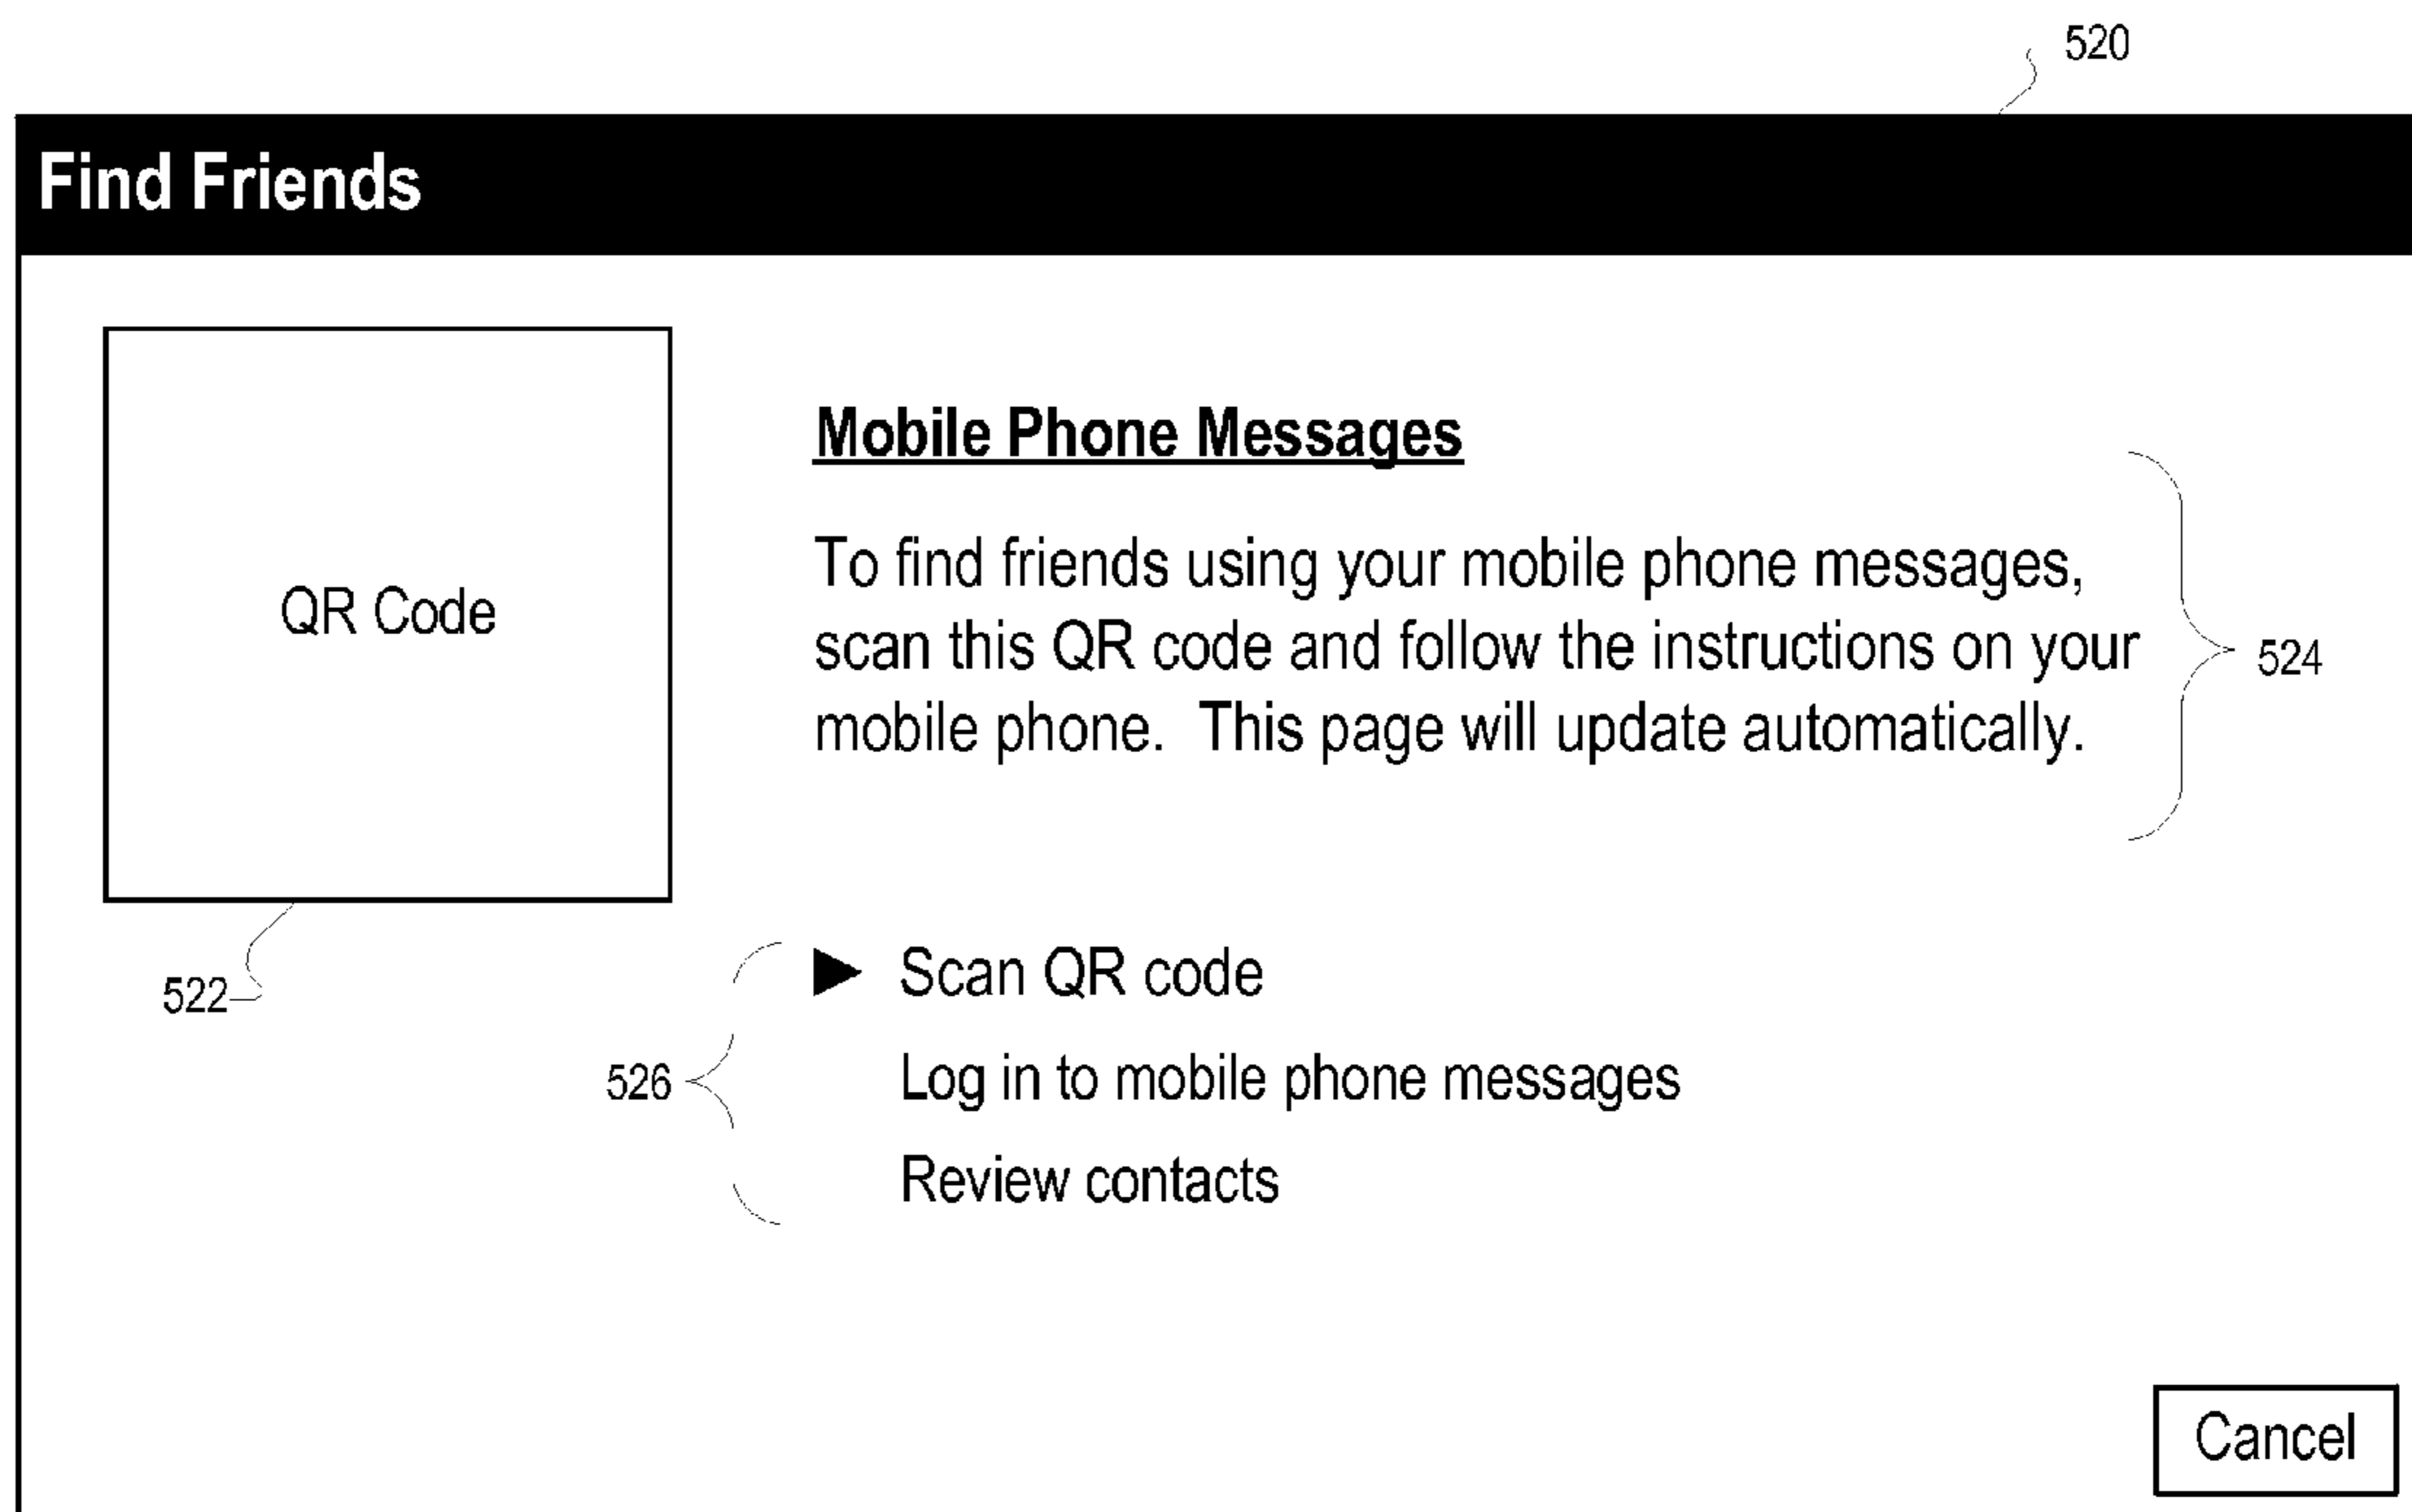 520
Find Friends
QR Code
Mobile Phone Messages
To find friends using your mobile phone messages,
scan this QR code and follow the instructions on your
mobile phone.  This page will update automatically.
524
522
526
Scan QR code
Log in to mobile phone messages
Review contacts
Cancel